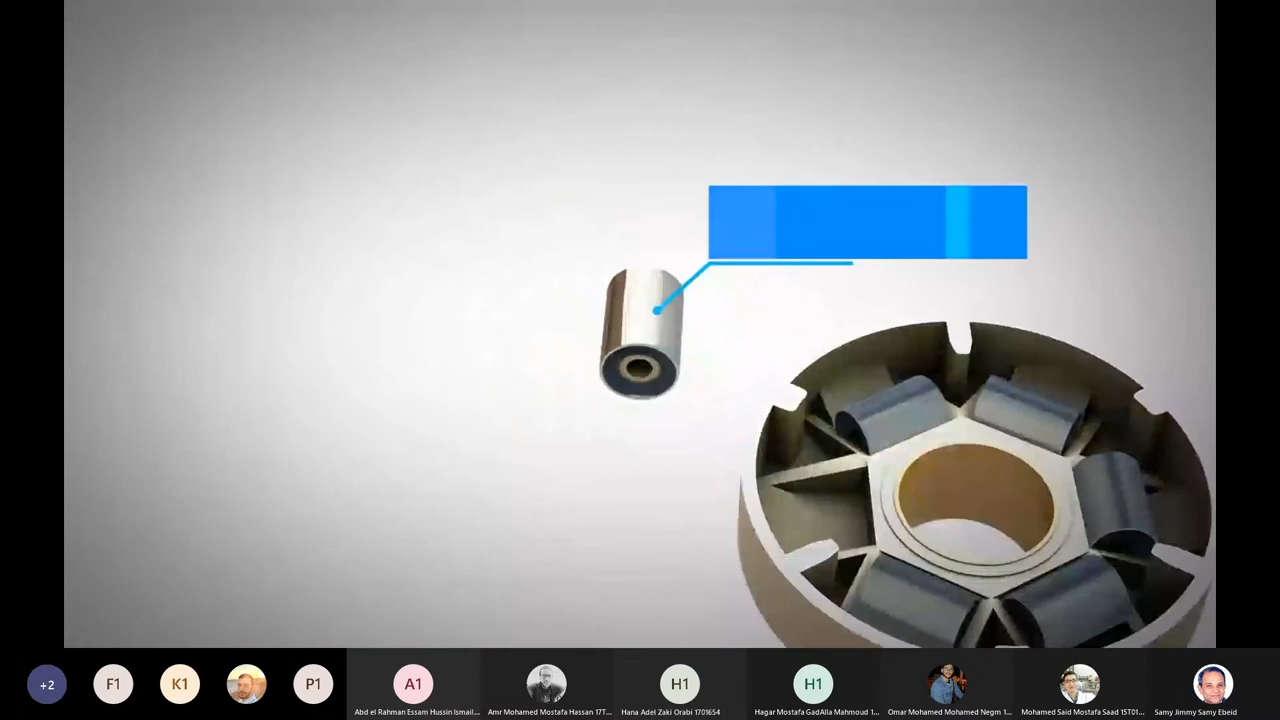 +2
F1
K1
P1
A1
H1
H1
Abd el Rahman Essam Hussin Ismail...
Amr Mohamed Mostafa Hassan 17T...
Hana Adel Zaki Orabi 1701654
Hagar Mostafa GadAlla Mahmoud 1...
Omar Mohamed Mohamed Negm 1...
Mohamed Said Mostafa Saad 15T01...
Samy Jimmy Samy Ebeid